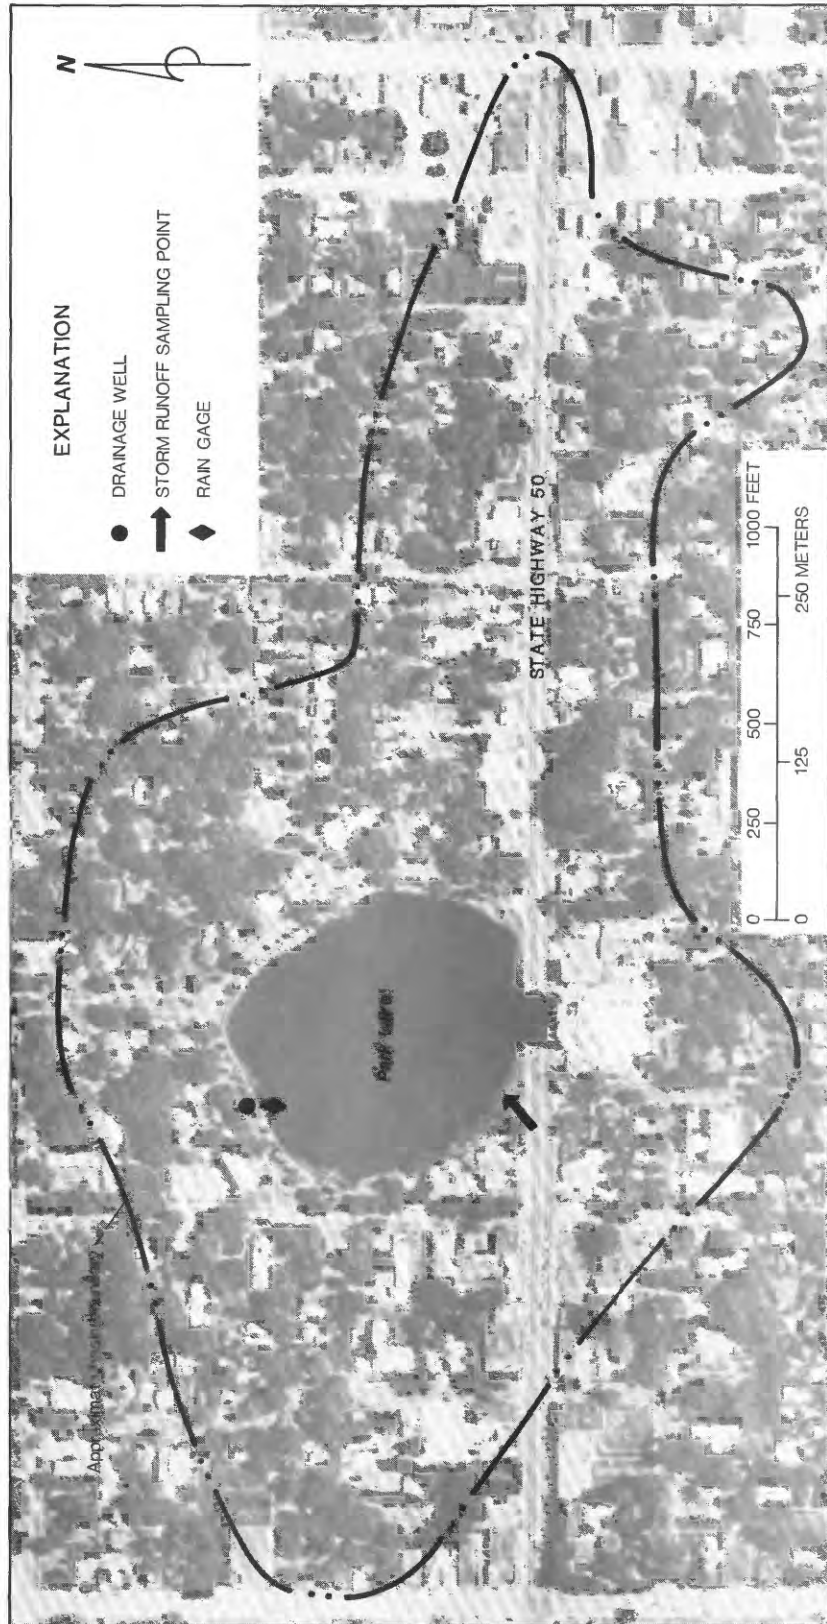 N
EXPLANATION
DRAINAGE WELL
STORM RUNOFF SAMPLING POINT
RAIN GAGE
STATE HIGHWAY 50
0 250 500 750 1000 FEET
0 125 250 METERS